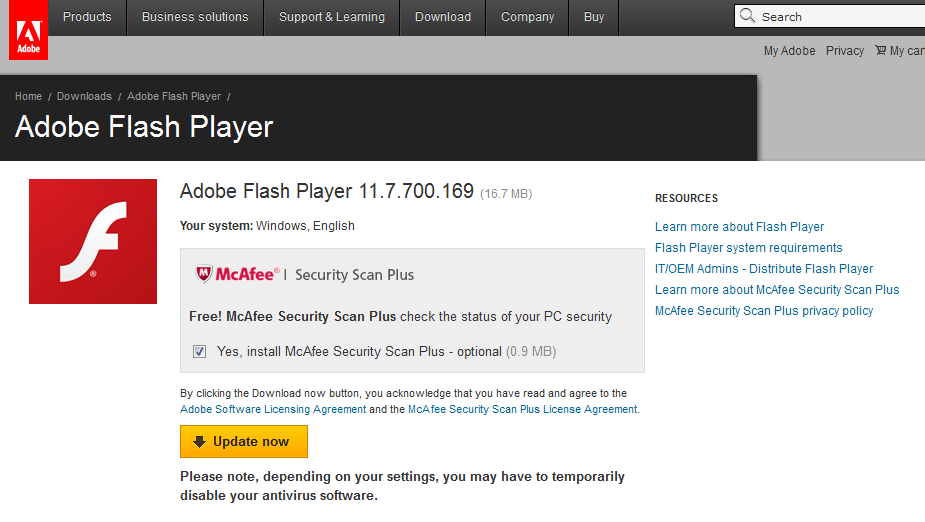 Adobe
Products
Business solutions
Support & Learning
Download
Company
Buy
Search
My Adobe Privacy My car
Home / Downloads / Adobe Flash Player /
Adobe Flash Player
Adobe Flash Player 11.7.700.169 (16.7 MB)
Your system: Windows, English
McAfee® | Security Scan Plus
Free! McAfee Security Scan Plus check the status of your PC security
Yes, install McAfee Security Scan Plus - optional (0.9 MB)
By clicking the Download now button, you acknowledge that you have read and agree to the
Adobe Software Licensing Agreement and the McAfee Security Scan Plus License Agreement.
Update now
Please note, depending on your settings, you may have to temporarily
disable your antivirus software.
RESOURCES
Learn more about Flash Player
Flash Player system requirements
IT/OEM Admins - Distribute Flash Player
Learn more about McAfee Security Scan Plus
McAfee Security Scan Plus privacy policy